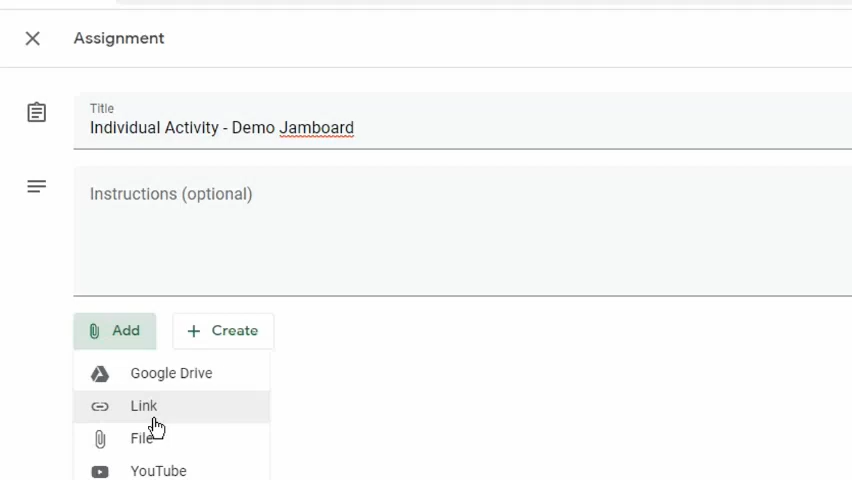 Assignment
Title
Individual Activity - Demo Jamboard
Instructions (optional)
Add
Create
Google Drive
Link
File
YouTube